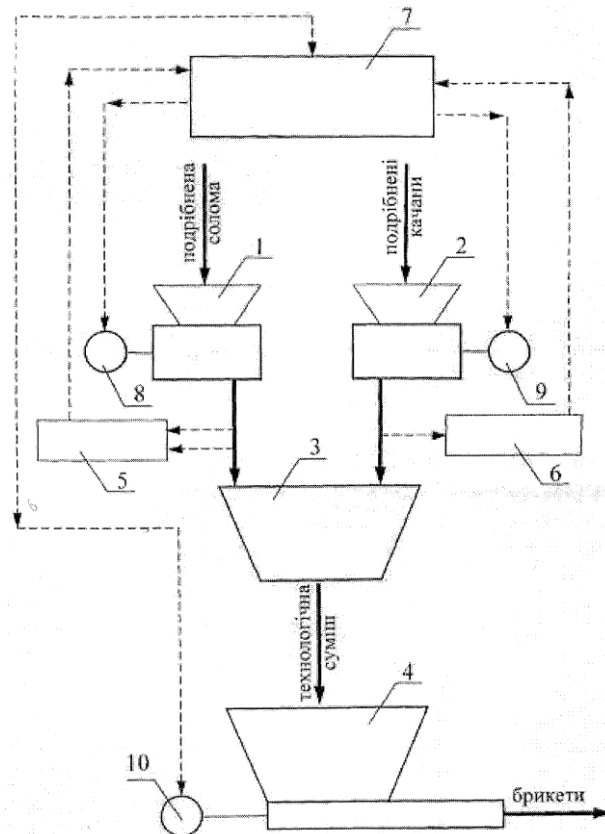 7
подрібнена
солома
подрібнені
качани
1
2
8
9
5
3
6
технологічна
суміш
4
10
брикети